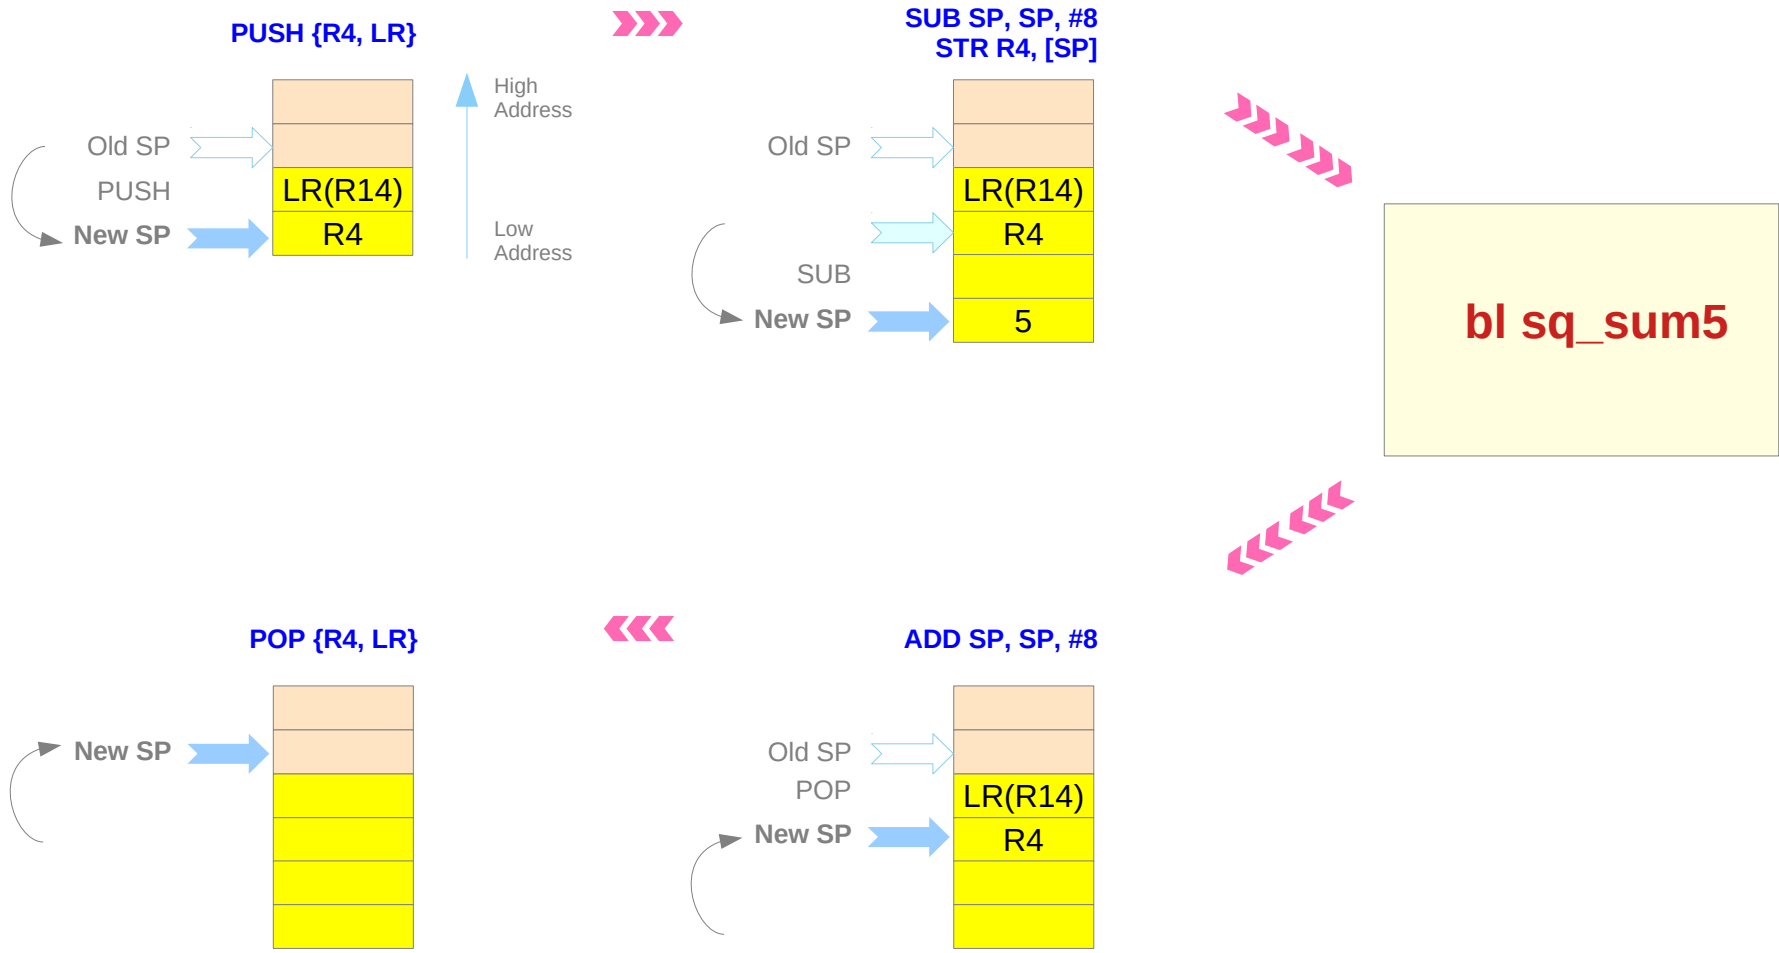 PUSH {R4, LR}
High
Address
Old SP
PUSH
LR(R14)
New SP
R4
Low
Address
SUB SP, SP, #8
STR R4, [SP]
Old SP
LR(R14)
R4
SUB
New SP
5
bl sq_sum5
POP {R4, LR}
New SP
ADD SP, SP, #8
Old SP
POP
LR(R14)
New SP
R4